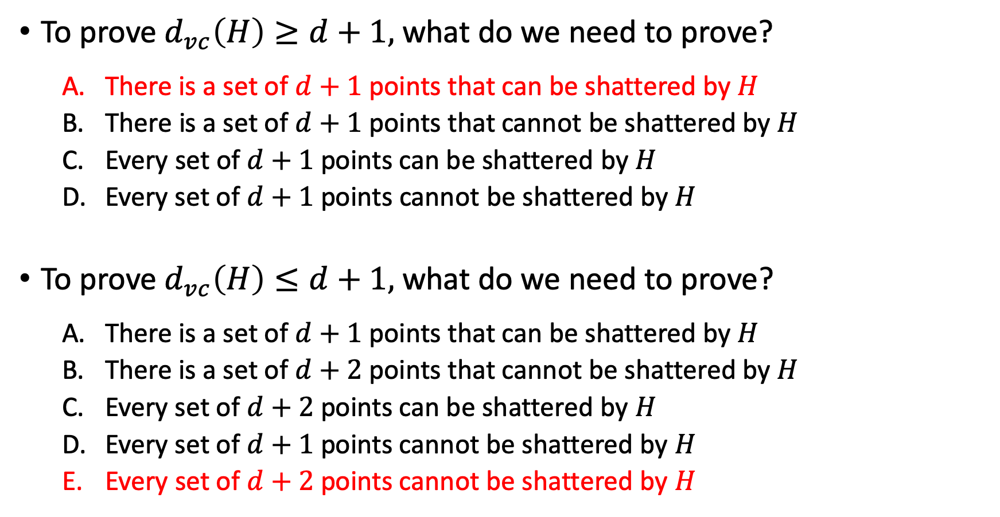 • To prove d_{vc}(H) ≥ d + 1, what do we need to prove?
A. There is a set of d + 1 points that can be shattered by H
B. There is a set of d + 1 points that cannot be shattered by H
C. Every set of d + 1 points can be shattered by H
D. Every set of d + 1 points cannot be shattered by H
• To prove d_{vc}(H) ≤ d + 1, what do we need to prove?
A. There is a set of d + 1 points that can be shattered by H
B. There is a set of d + 2 points that cannot be shattered by H
C. Every set of d + 2 points can be shattered by H
D. Every set of d + 1 points cannot be shattered by H
E. Every set of d + 2 points cannot be shattered by H